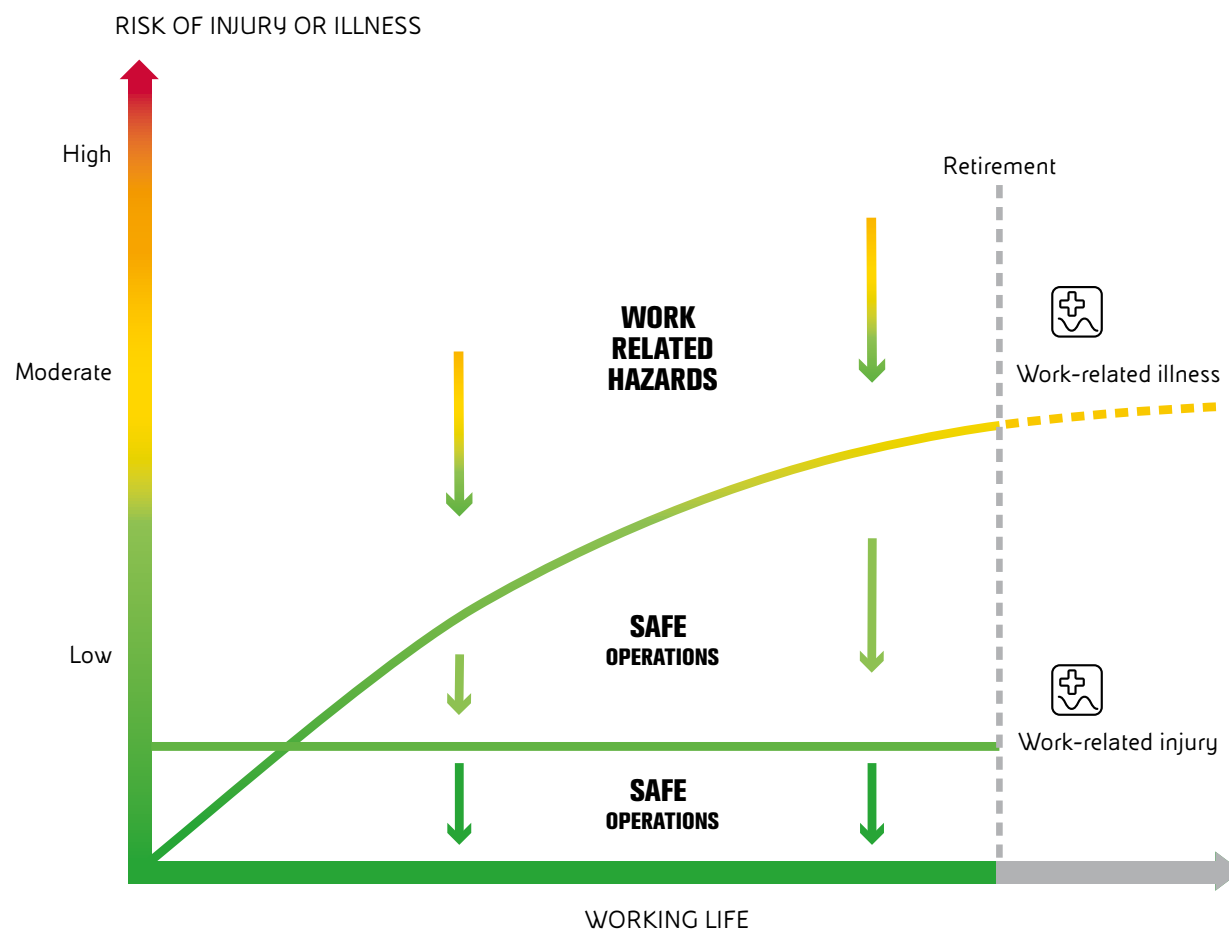 RISK OF INJURY OR ILLNESS
High
Retirement
WORK
RELATED
HAZARDS
Moderate
Work-related illness
SAFE
OPERATIONS
Low
Work-related injury
SAFE
OPERATIONS
WORKING LIFE